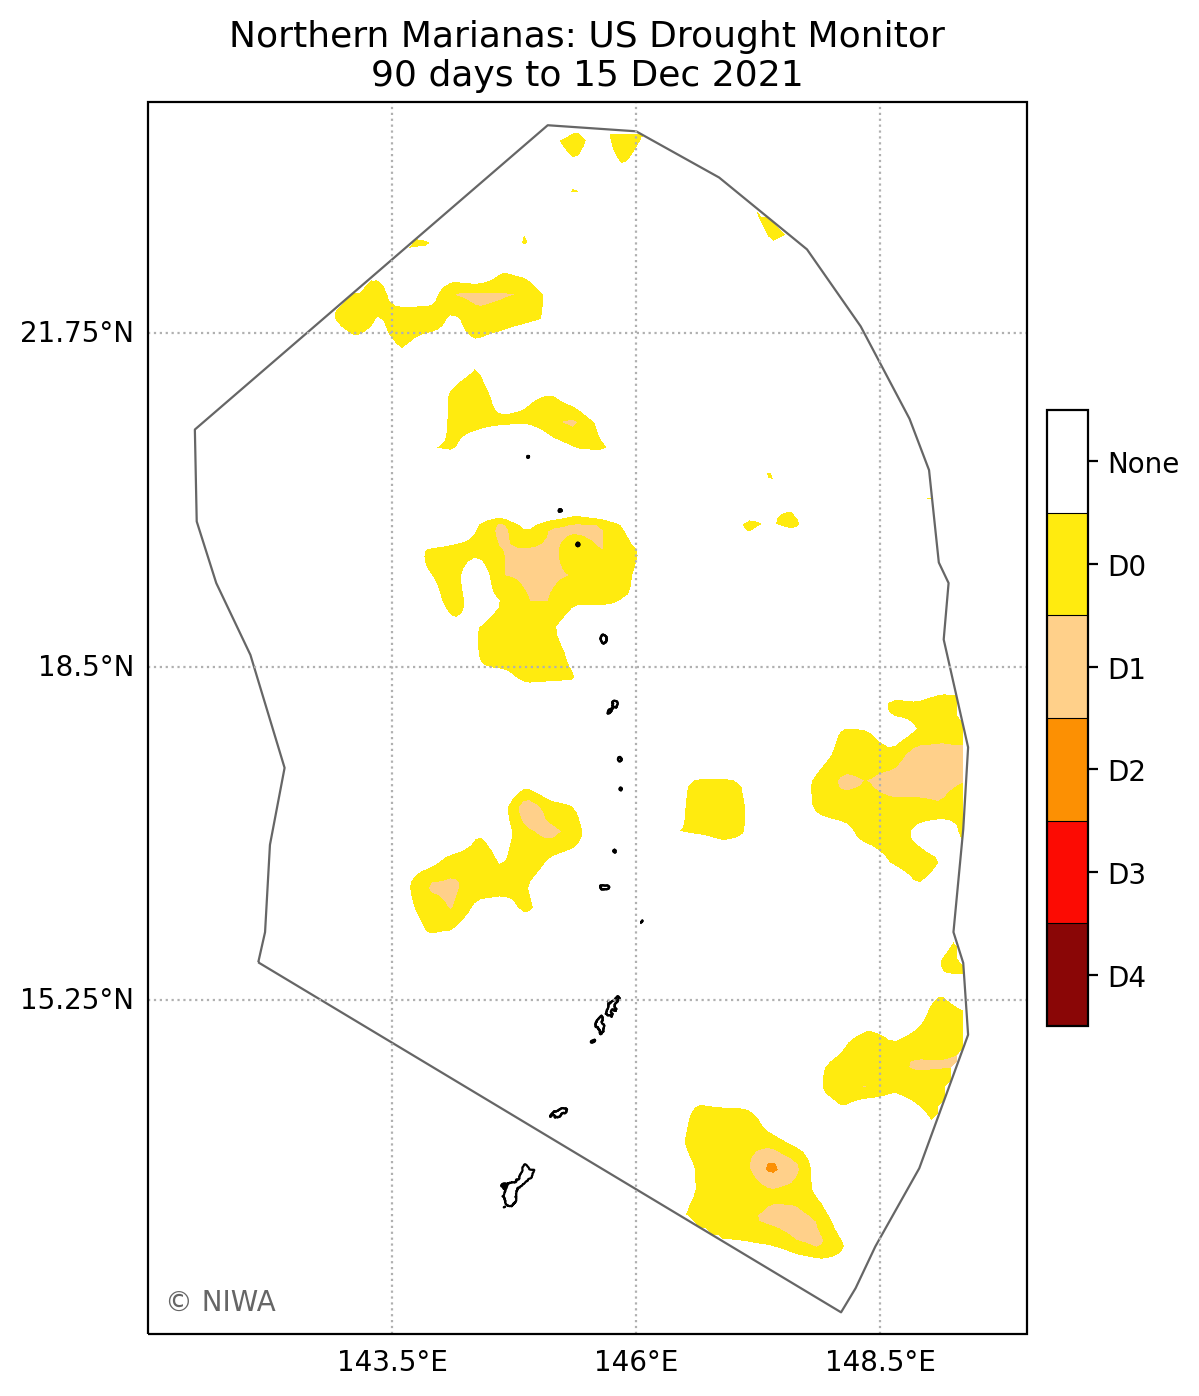 Northern Marianas: US Drought Monitor
90 days to 15 Dec 2021
21.75°N
18.5°N
15.25°N
None
D0
D1
D2
D3
D4
© NIWA
143.5°E
146°E
148.5°E